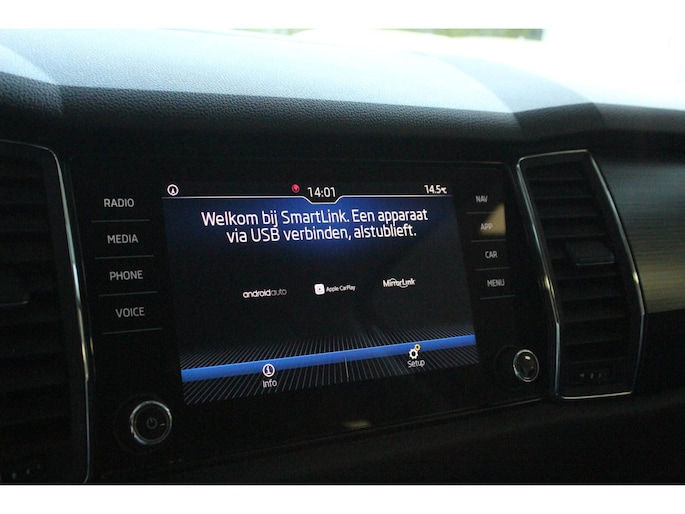 14:01
14.5°C
RADIO
MEDIA
PHONE
VOICE
Welkom bij SmartLink. Een apparaat
via USB verbinden, alstublieft.
androidauto
Apple CarPlay
MirrorLink
Info
Setup
NAV
APP
CAR
MENU